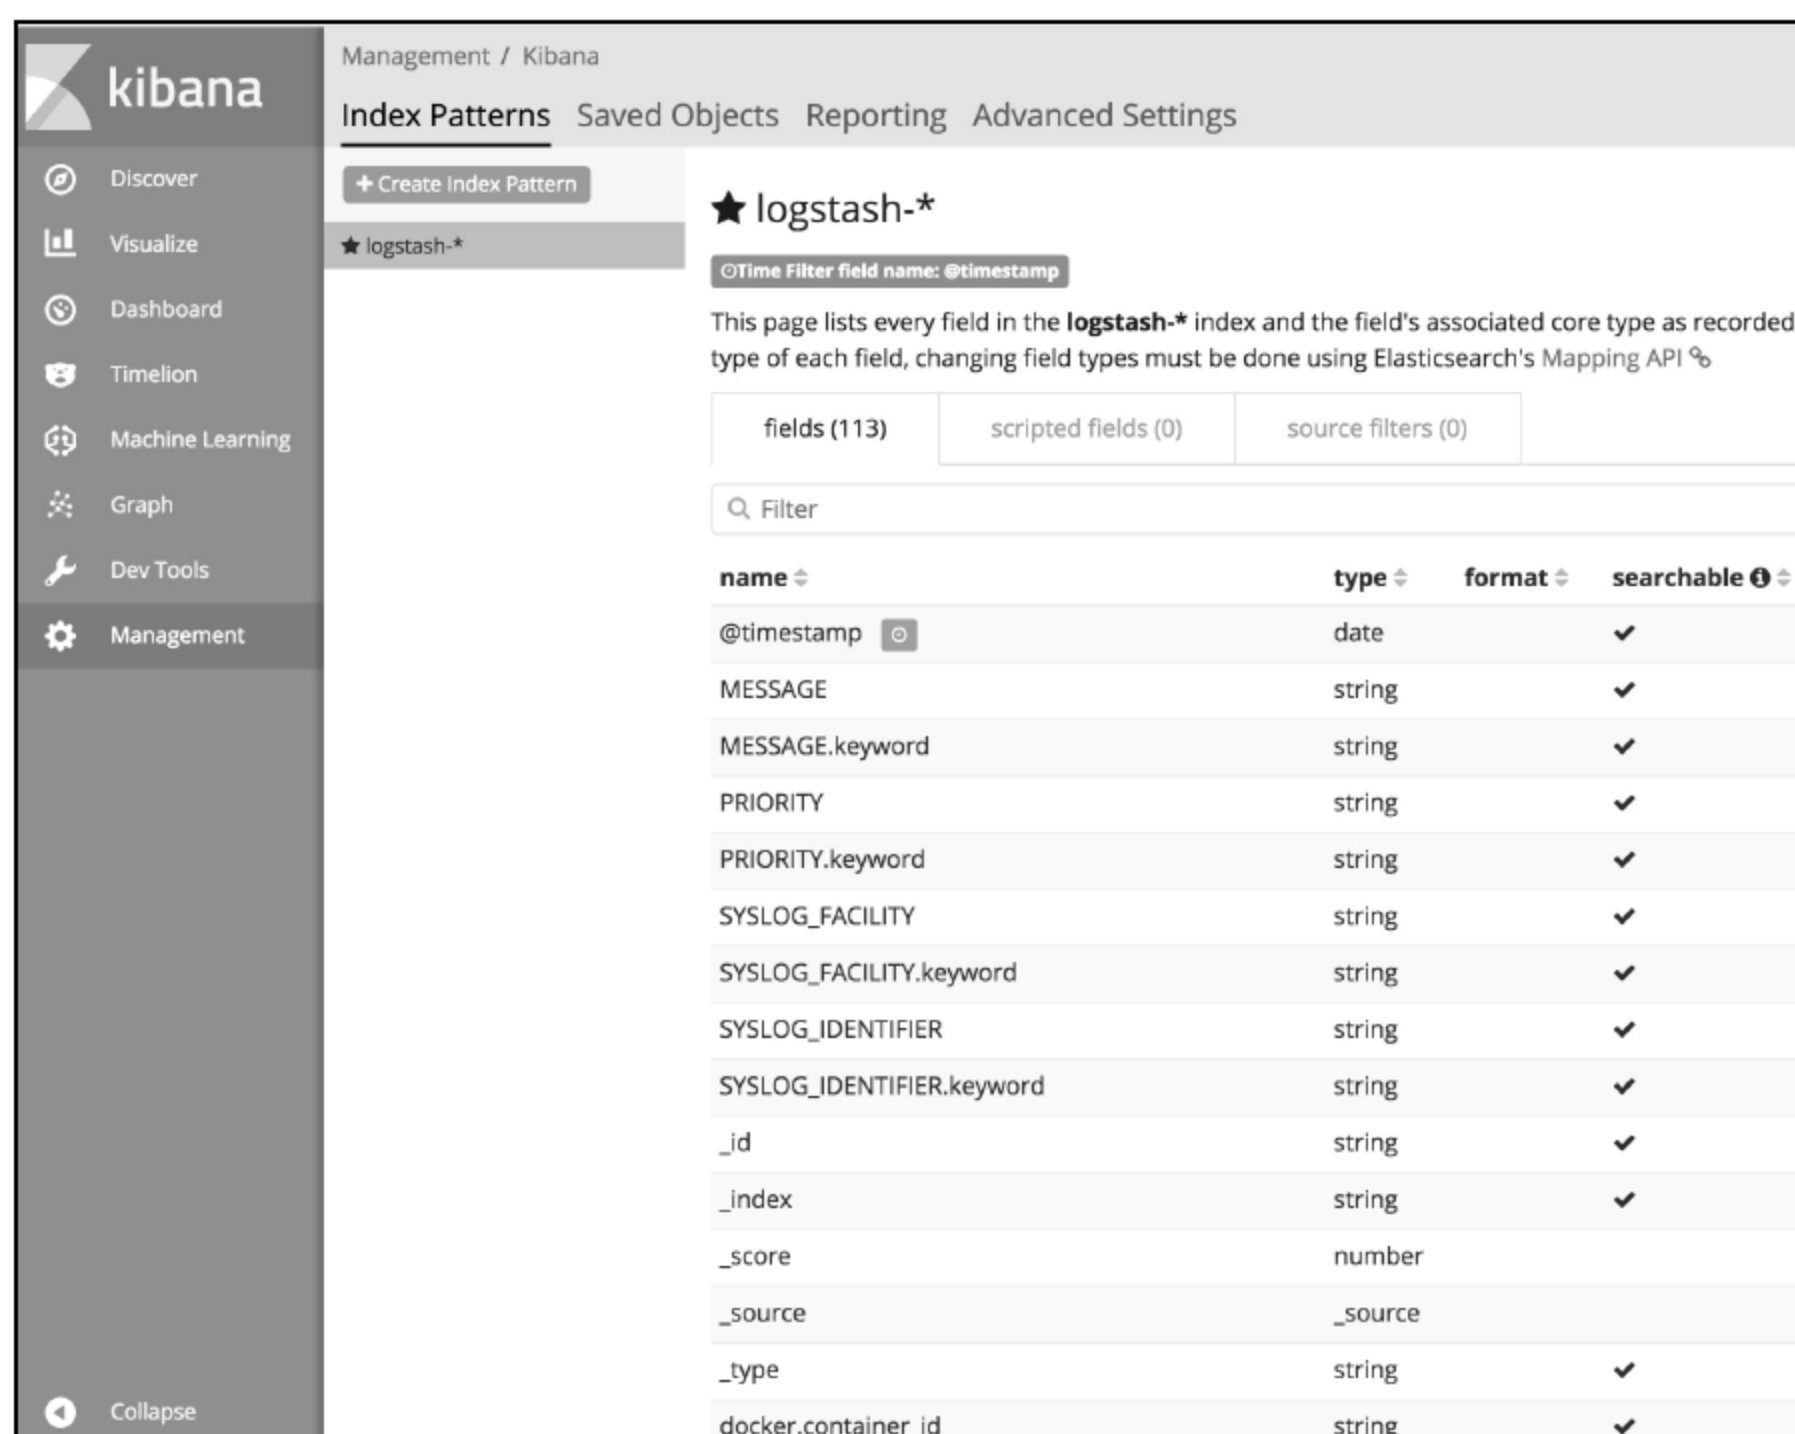 kibana
Discover
Visualize
Dashboard
Timelion
Machine Learning
Graph
Dev Tools
Management
Collapse
Management / Kibana
Index Patterns Saved Objects Reporting Advanced Settings
+ Create Index Pattern
★ logstash-*
★ logstash-*
Time Filter field name: @timestamp
This page lists every field in the logstash-* index and the field's associated core type as recorded
type of each field, changing field types must be done using Elasticsearch's Mapping API
fields (113) scripted fields (0) source filters (0)
Filter
name type format searchable
@timestamp date ✔
MESSAGE string ✔
MESSAGE.keyword string ✔
PRIORITY string ✔
PRIORITY.keyword string ✔
SYSLOG_FACILITY string ✔
SYSLOG_FACILITY.keyword string ✔
SYSLOG_IDENTIFIER string ✔
SYSLOG_IDENTIFIER.keyword string ✔
_id string ✔
_index string ✔
_score number
_source _source
_type string ✔
docker.container_id string ✔